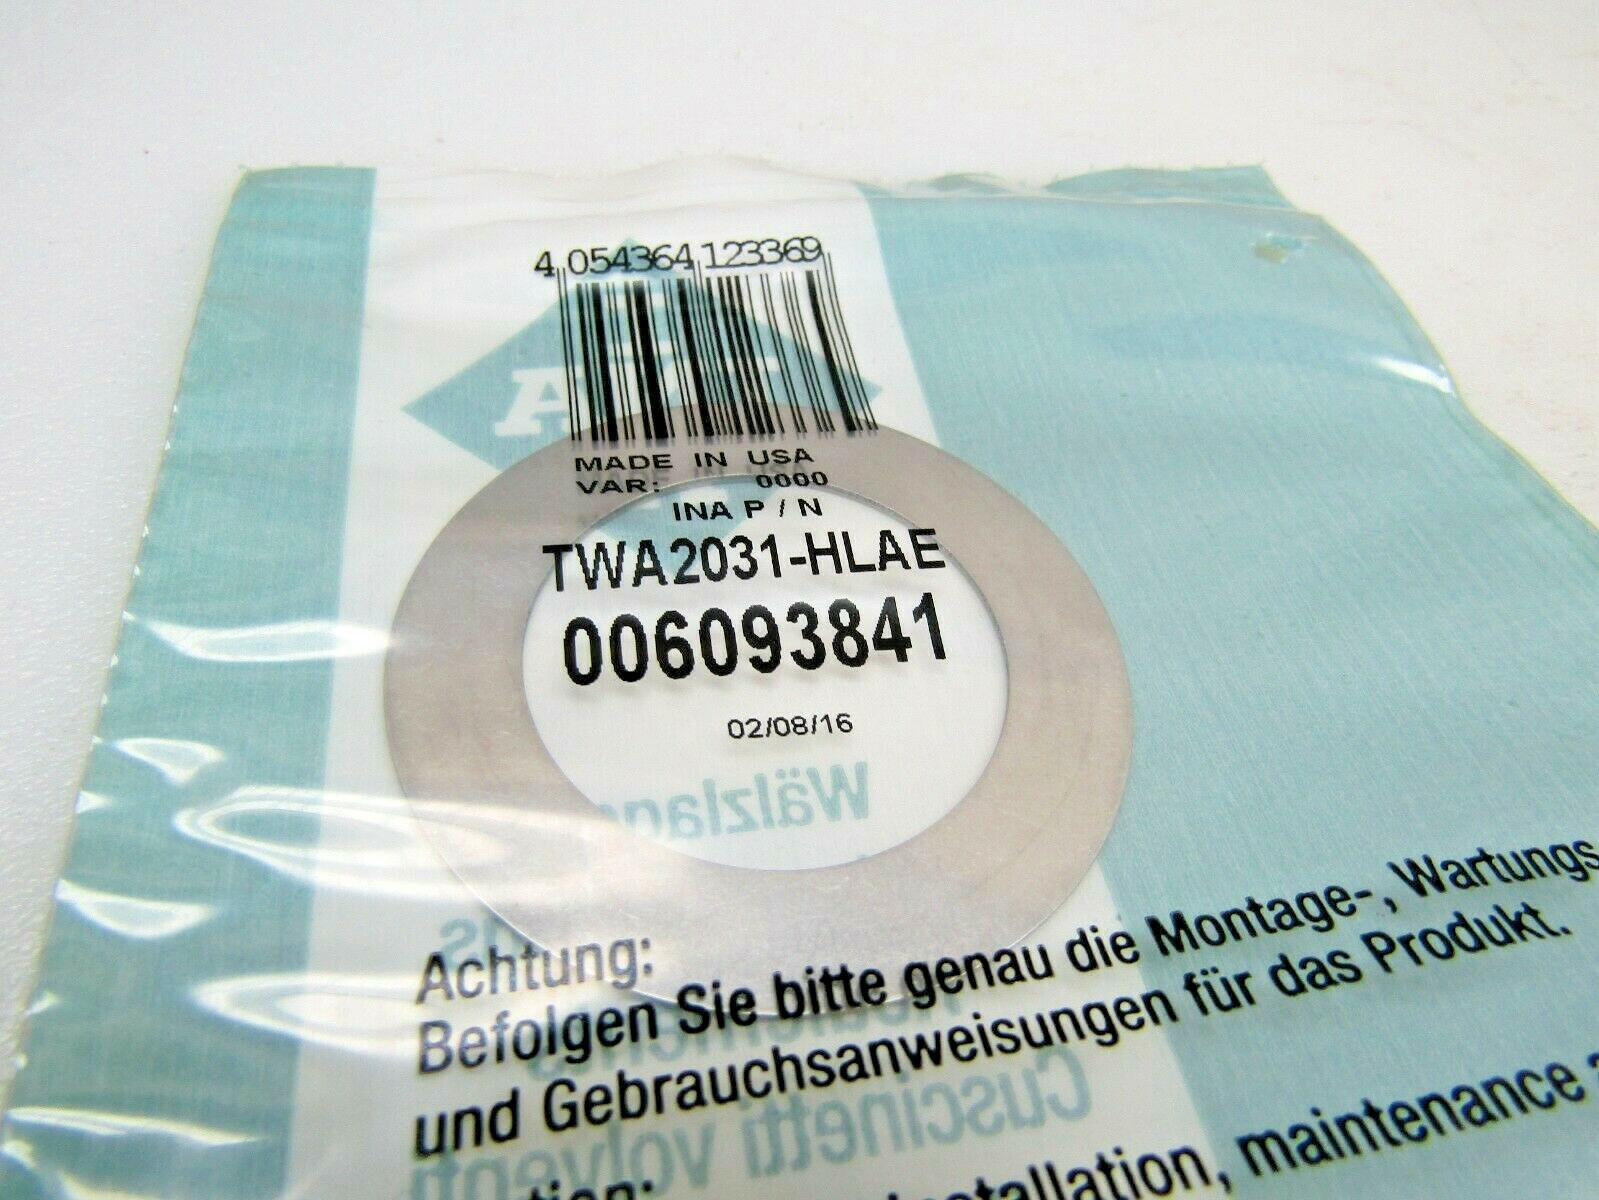 4 054364 123369
MADE IN USA
VAR: 0000
INA P / N
TWA2031-HLAE
006093841
02/08/16
Achtung:
Befolgen Sie bitte genau die Montage-, Wartungs
und Gebrauchsanweisungen für das Produkt.
installation, maintenance
Cuscinetti